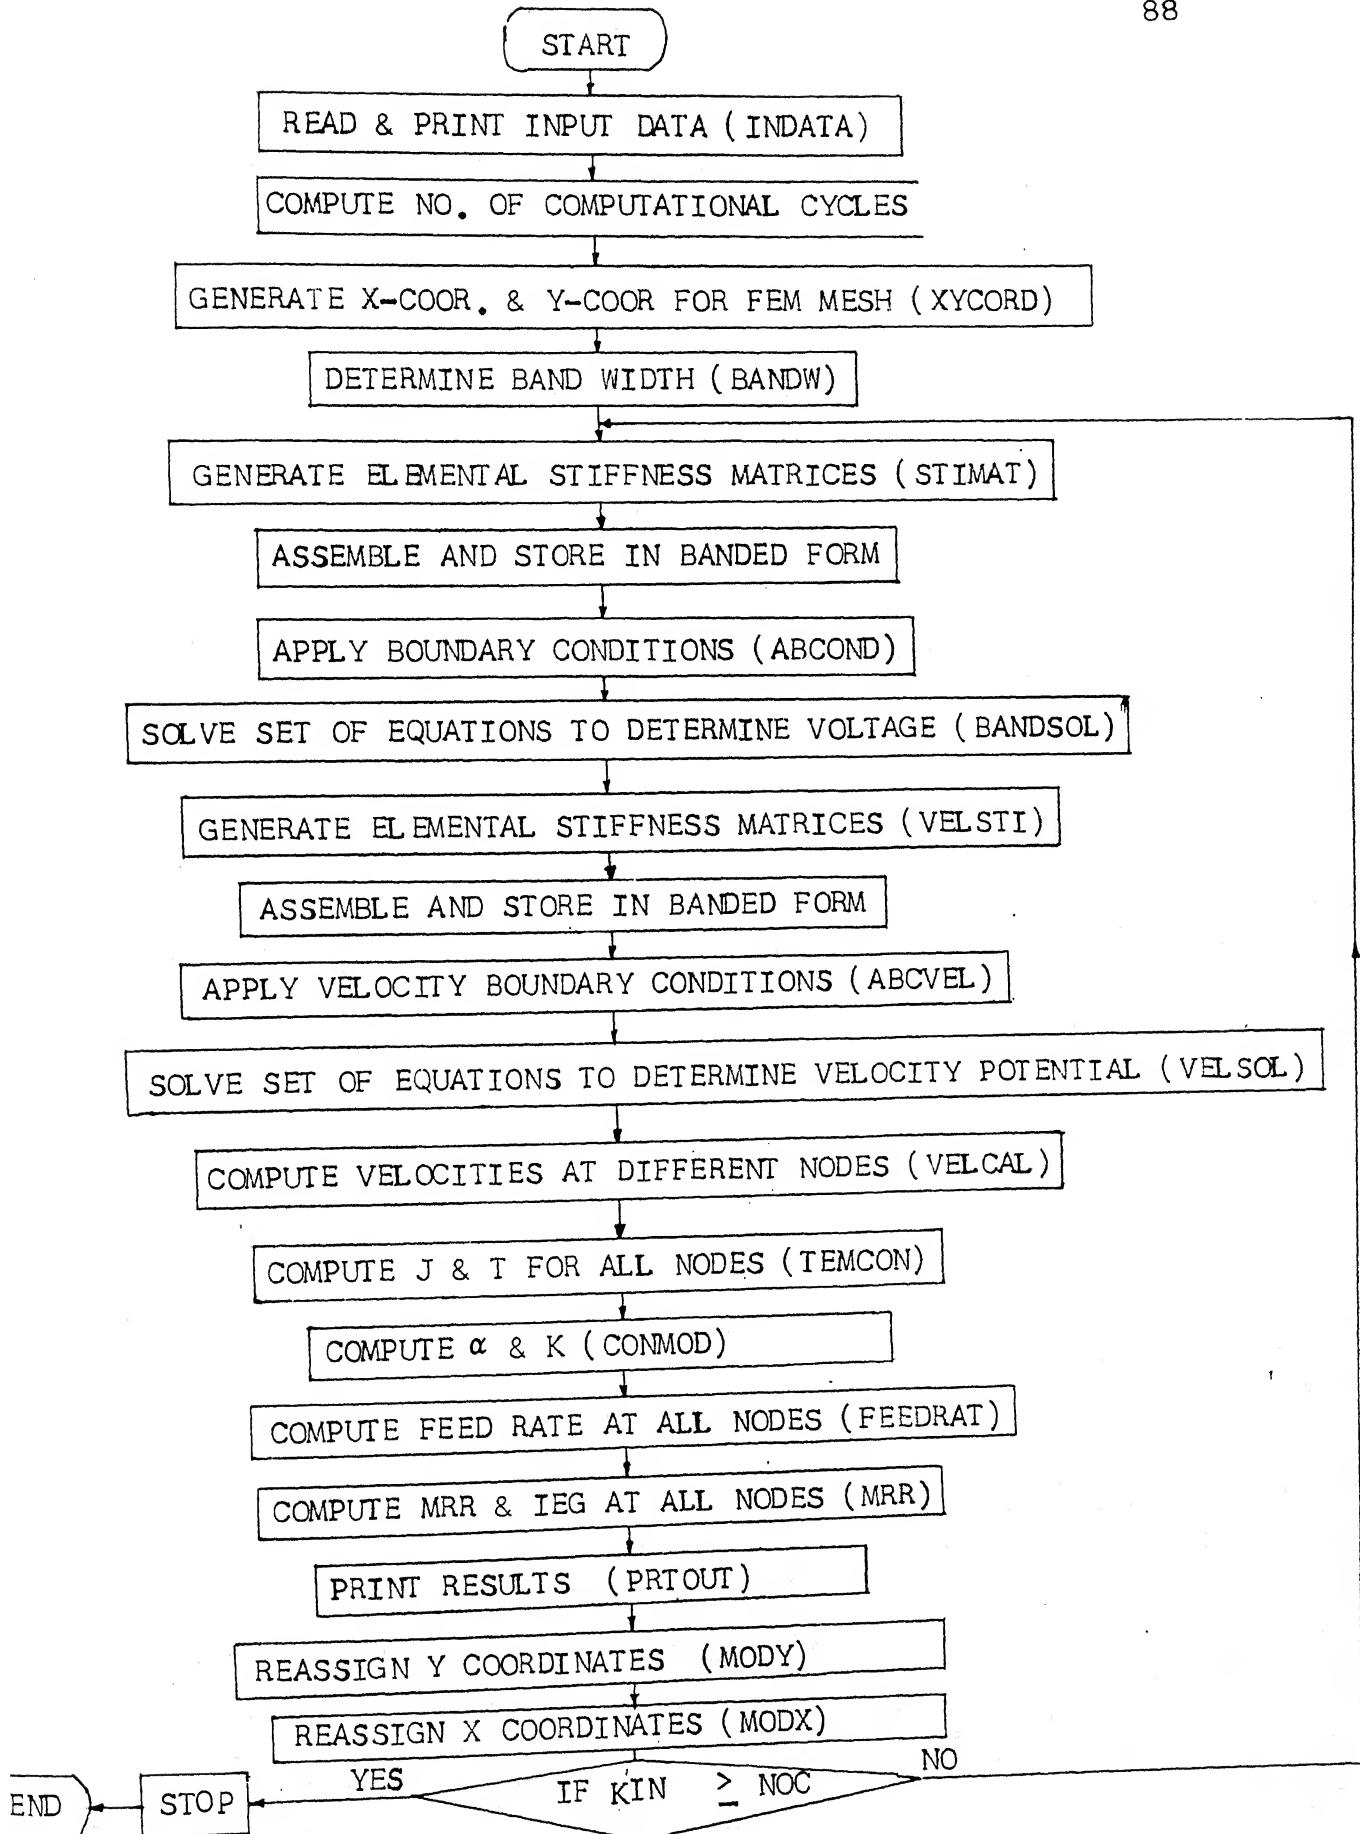 88
START
READ & PRINT INPUT DATA (INDATA)
COMPUTE NO. OF COMPUTATIONAL CYCLES
GENERATE X-COOR. & Y-COOR FOR FEM MESH (XYCORD)
DETERMINE BAND WIDTH (BANDW)
GENERATE ELEMENTAL STIFFNESS MATRICES (STIMAT)
ASSEMBLE AND STORE IN BANDED FORM
APPLY BOUNDARY CONDITIONS (ABCOND)
SOLVE SET OF EQUATIONS TO DETERMINE VOLTAGE (BANDSOL)
GENERATE ELEMENTAL STIFFNESS MATRICES (VELSTI)
ASSEMBLE AND STORE IN BANDED FORM
APPLY VELOCITY BOUNDARY CONDITIONS (ABCVEL)
SOLVE SET OF EQUATIONS TO DETERMINE VELOCITY POTENTIAL (VELSOL)
COMPUTE VELOCITIES AT DIFFERENT NODES (VELCAL)
COMPUTE J & T FOR ALL NODES (TEMCON)
COMPUTE α & K (CONMOD)
COMPUTE FEED RATE AT ALL NODES (FEEDRAT)
COMPUTE MRR & IEG AT ALL NODES (MRR)
PRINT RESULTS (PRTOUT)
REASSIGN Y COORDINATES (MODY)
REASSIGN X COORDINATES (MODX)
IF KIN ≥ NOC
YES
NO
STOP
END